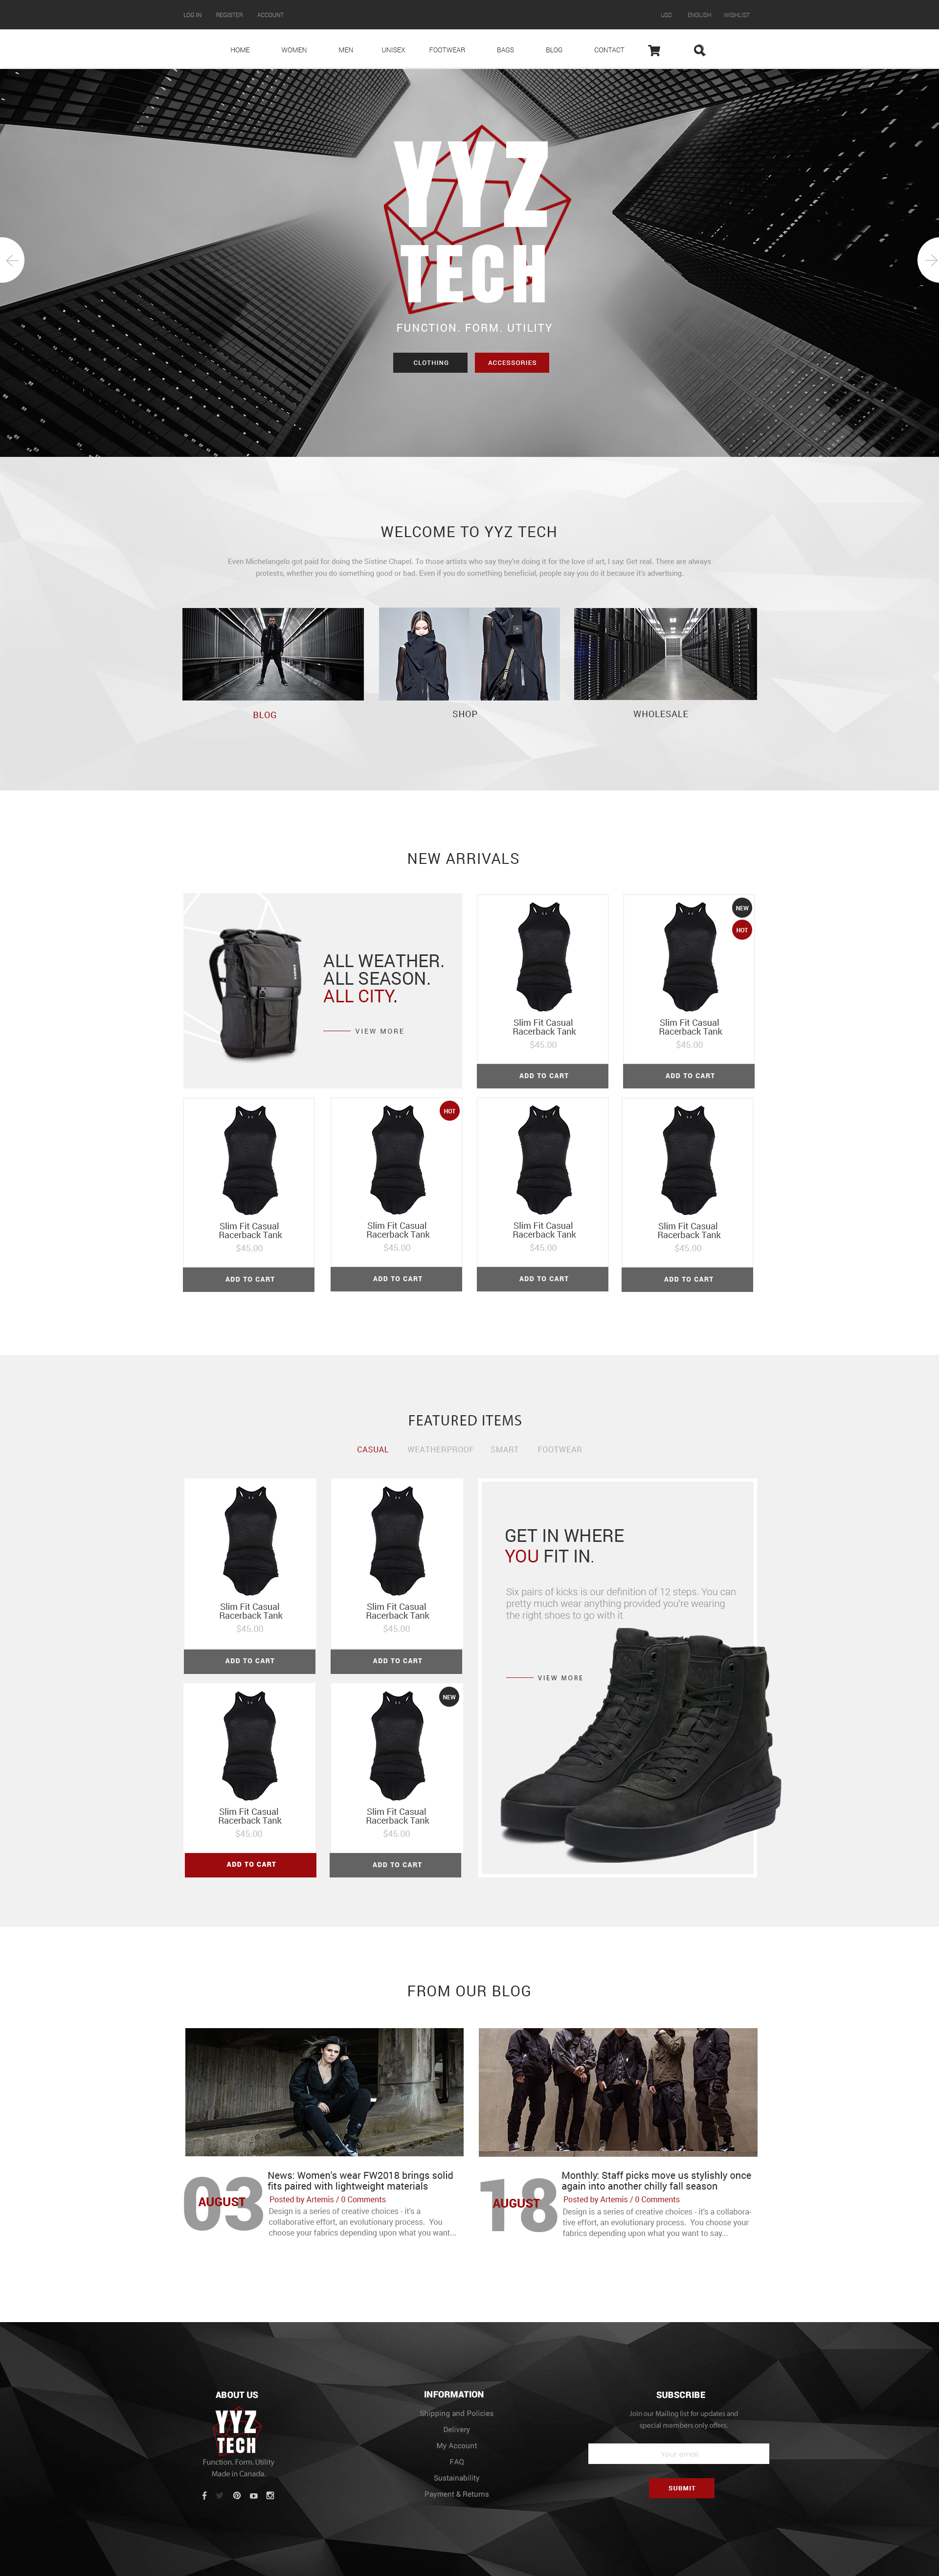 LOG IN REGISTER ACCOUNT USD ENGLISH WISHLIST
HOME WOMEN MEN UNISEX FOOTWEAR BAGS BLOG CONTACT
YYZ
TECH
FUNCTION. FORM. UTILITY
CLOTHING ACCESSORIES
WELCOME TO YYZ TECH
Even Michelangelo got paid for doing the Sistine Chapel. To those artists who say they're doing it for the love of art, I say: Get real. There are always
protests, whether you do something good or bad. Even if you do something beneficial, people say you do it because it's advertising.
BLOG SHOP WHOLESALE
NEW ARRIVALS
ALL WEATHER.
ALL SEASON.
ALL CITY.
VIEW MORE
Slim Fit Casual
Racerback Tank
$45.00
ADD TO CART
NEW
HOT
Slim Fit Casual
Racerback Tank
$45.00
ADD TO CART
Slim Fit Casual
Racerback Tank
$45.00
ADD TO CART
HOT
Slim Fit Casual
Racerback Tank
$45.00
ADD TO CART
Slim Fit Casual
Racerback Tank
$45.00
ADD TO CART
Slim Fit Casual
Racerback Tank
$45.00
ADD TO CART
FEATURED ITEMS
CASUAL WEATHERPROOF SMART FOOTWEAR
Slim Fit Casual
Racerback Tank
$45.00
ADD TO CART
Slim Fit Casual
Racerback Tank
$45.00
ADD TO CART
Slim Fit Casual
Racerback Tank
$45.00
ADD TO CART
NEW
Slim Fit Casual
Racerback Tank
$45.00
ADD TO CART
GET IN WHERE
YOU FIT IN.
Six pairs of kicks is our definition of 12 steps. You can
pretty much wear anything provided you're wearing
the right shoes to go with it
VIEW MORE
FROM OUR BLOG
03
AUGUST
News: Women's wear FW2018 brings solid
fits paired with lightweight materials
Posted by Artemis / 0 Comments
Design is a series of creative choices - it's a
collaborative effort, an evolutionary process. You
choose your fabrics depending upon what you want...
18
AUGUST
Monthly: Staff picks move us stylishly once
again into another chilly fall season
Posted by Artemis / 0 Comments
Design is a series of creative choices - it's a collabora-
tive effort, an evolutionary process. You choose your
fabrics depending upon what you want to say...
ABOUT US
YYZ
TECH
Function. Form. Utility
Made in Canada.
INFORMATION
Shipping and Policies
Delivery
My Account
FAQ
Sustainability
Payment & Returns
SUBSCRIBE
Join our Mailing list for updates and
special members only offers.
Your email
SUBMIT